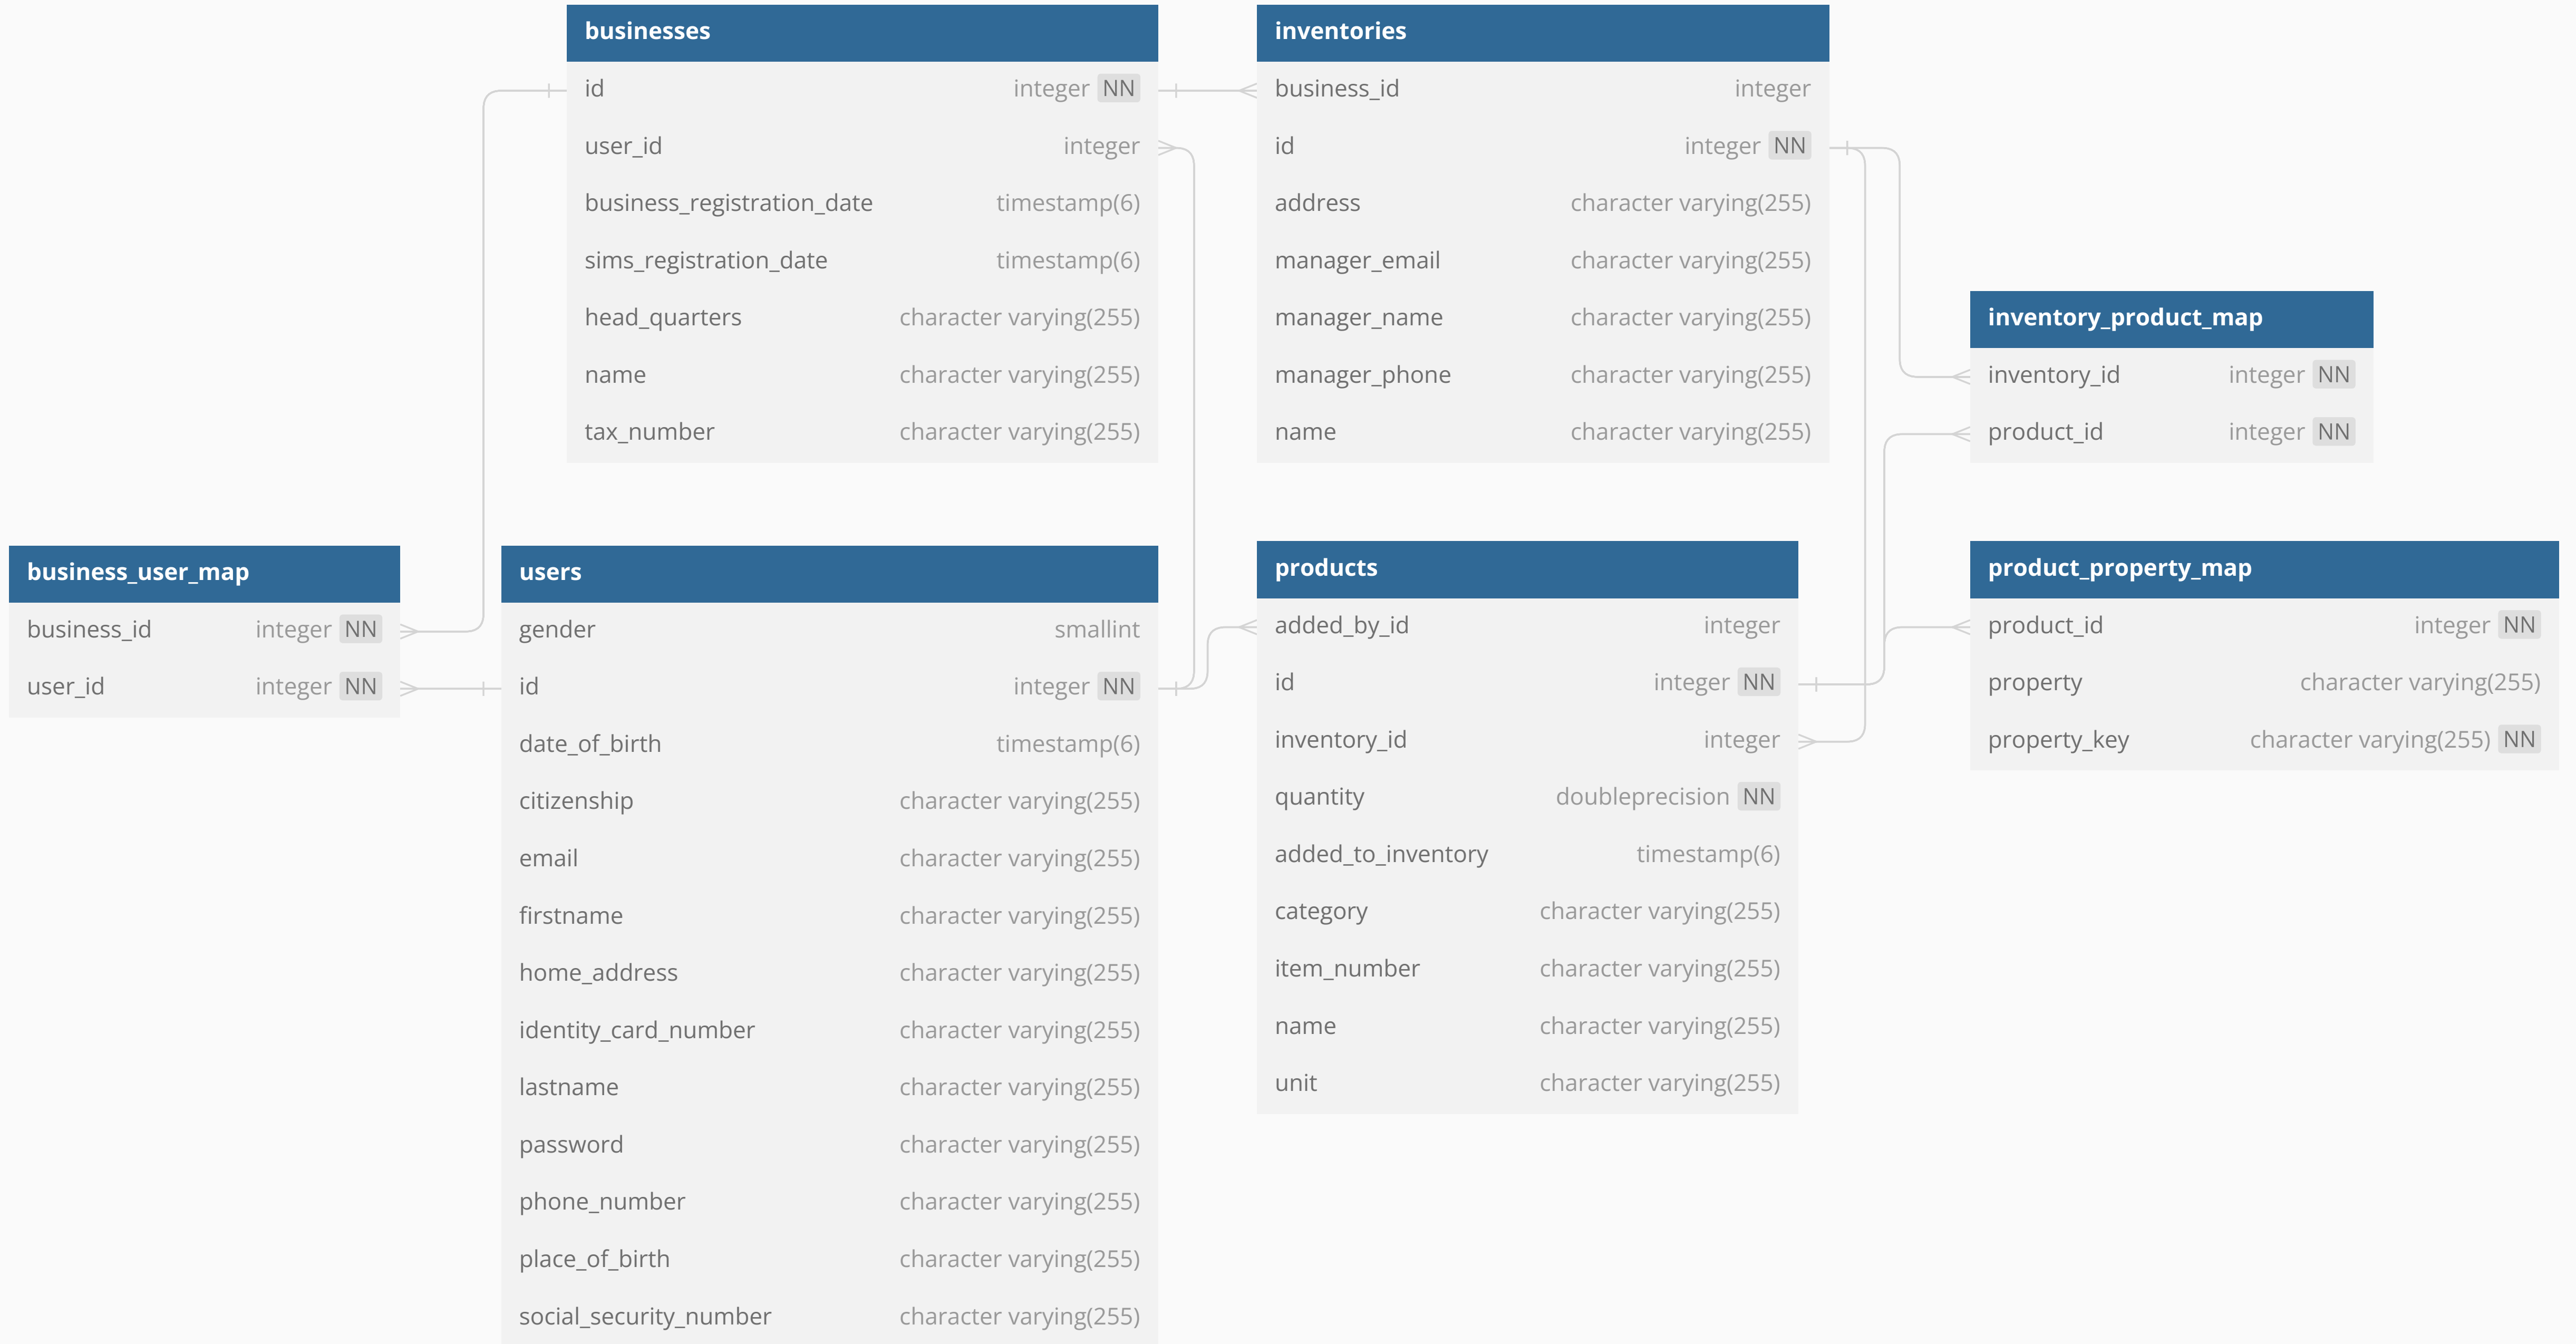 businesses
id integer NN
user_id integer
business_registration_date timestamp(6)
sims_registration_date timestamp(6)
head_quarters character varying(255)
name character varying(255)
tax_number character varying(255)
inventories
business_id integer
id integer NN
address character varying(255)
manager_email character varying(255)
manager_name character varying(255)
manager_phone character varying(255)
name character varying(255)
inventory_product_map
inventory_id integer NN
product_id integer NN
business_user_map
business_id integer NN
user_id integer NN
users
gender smallint
id integer NN
date_of_birth timestamp(6)
citizenship character varying(255)
email character varying(255)
firstname character varying(255)
home_address character varying(255)
identity_card_number character varying(255)
lastname character varying(255)
password character varying(255)
phone_number character varying(255)
place_of_birth character varying(255)
social_security_number character varying(255)
products
added_by_id integer
id integer NN
inventory_id integer
quantity doubleprecision NN
added_to_inventory timestamp(6)
category character varying(255)
item_number character varying(255)
name character varying(255)
unit character varying(255)
product_property_map
product_id integer NN
property character varying(255)
property_key character varying(255) NN